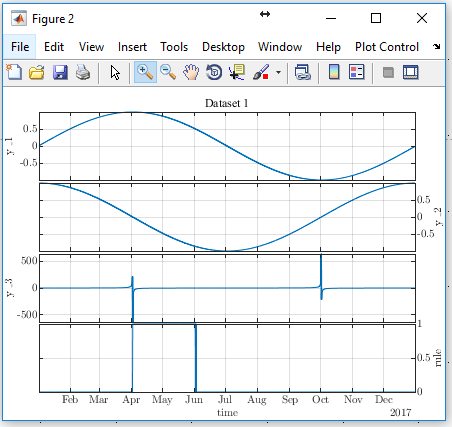 Figure 2
File Edit View Insert Tools Desktop Window Help Plot Control
Dataset 1
y_1
0.5
0
-0.5
y_2
0.5
0
-0.5
y_3
500
0
-500
rule
1
0.5
0
Feb Mar Apr May Jun Jul Aug Sep Oct Nov Dec
time
2017